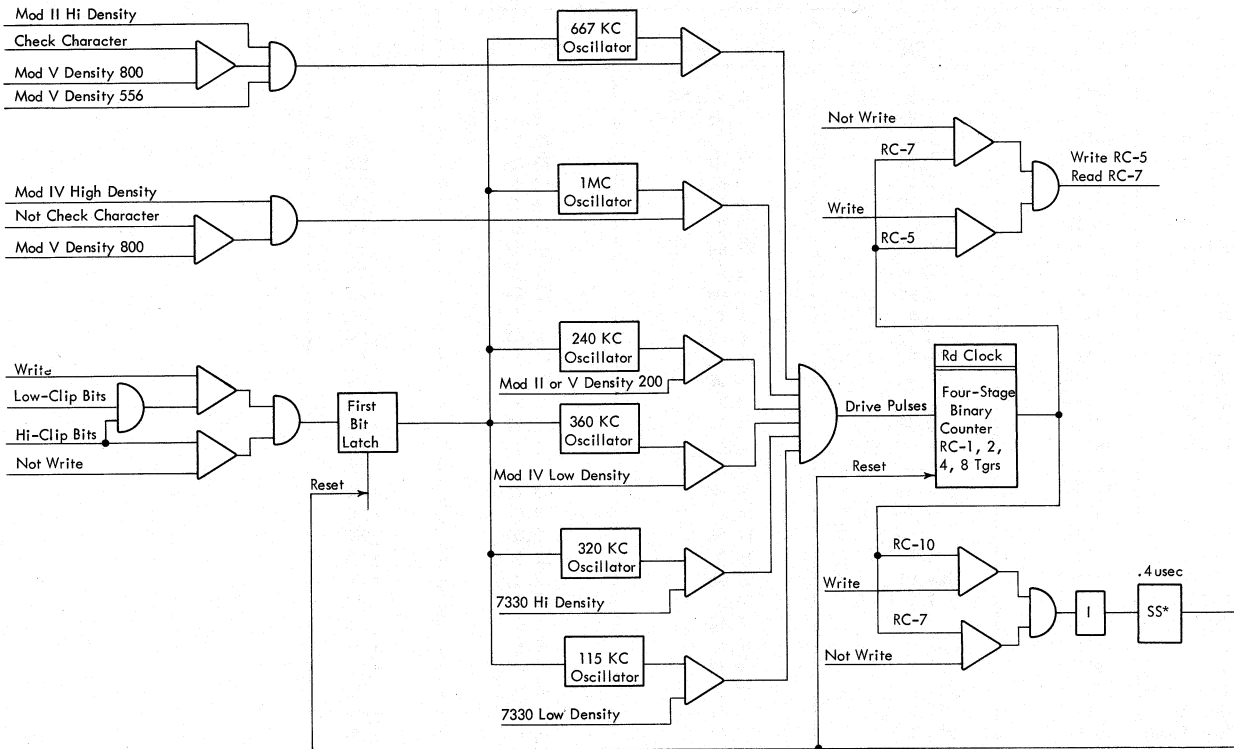 Mod II Hi Density
Check Character
Mod V Density 800
Mod V Density 556
667 KC
Oscillator
Not Write
RC-7
Write RC-5
Read RC-7
Write
RC-5
Mod IV High Density
Not Check Character
Mod V Density 800
1MC
Oscillator
240 KC
Oscillator
Mod II or V Density 200
360 KC
Oscillator
Mod IV Low Density
Write
Low-Clip Bits
Hi-Clip Bits
Not Write
First
Bit
Latch
Reset
Drive Pulses
Rd Clock
Four-Stage
Binary
Counter
RC-1, 2,
4, 8 Tgrs
Reset
320 KC
Oscillator
7330 Hi Density
115 KC
Oscillator
7330 Low Density
RC-10
Write
RC-7
Not Write
I
.4usec
SS*